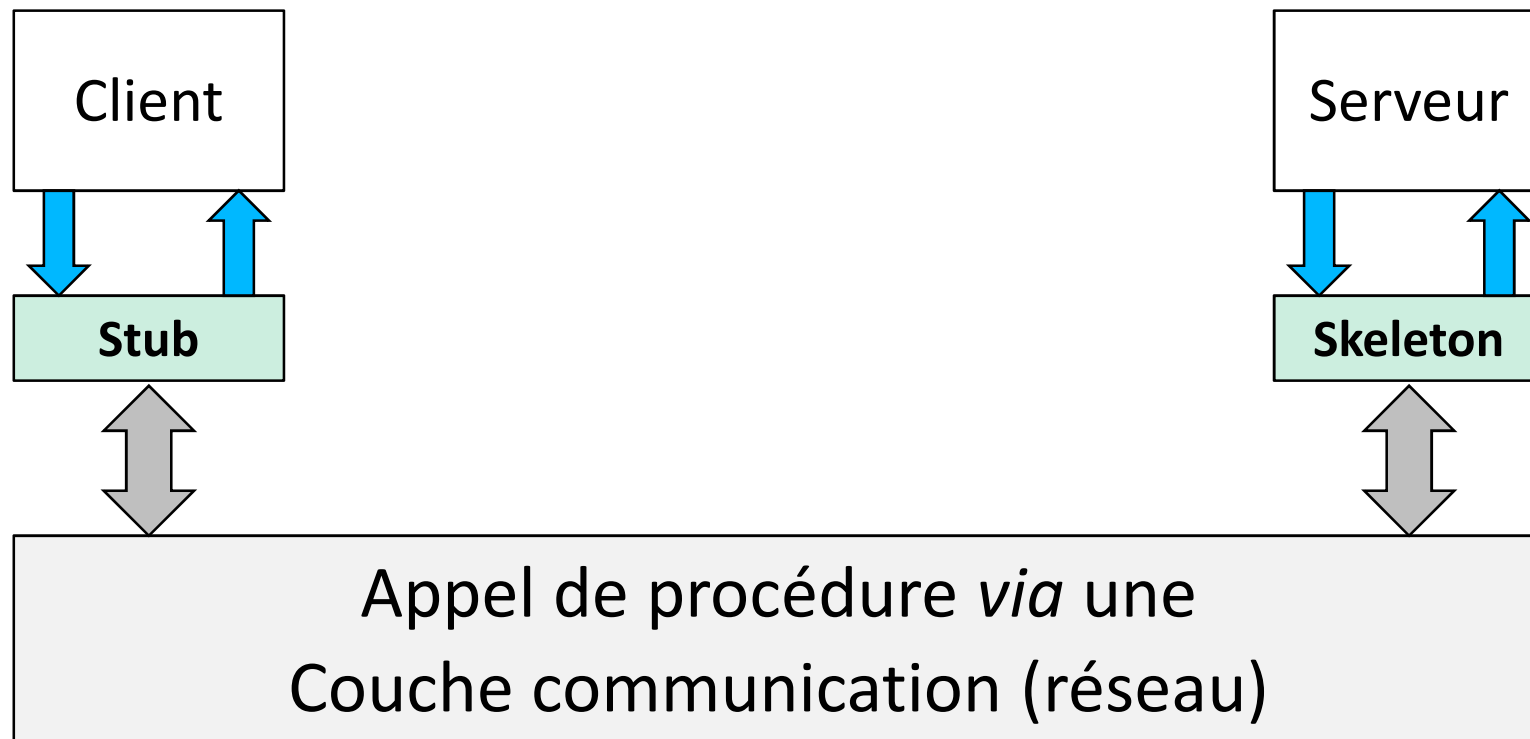 Client
Serveur
Stub
Skeleton
Appel de procédure via une
Couche communication (réseau)